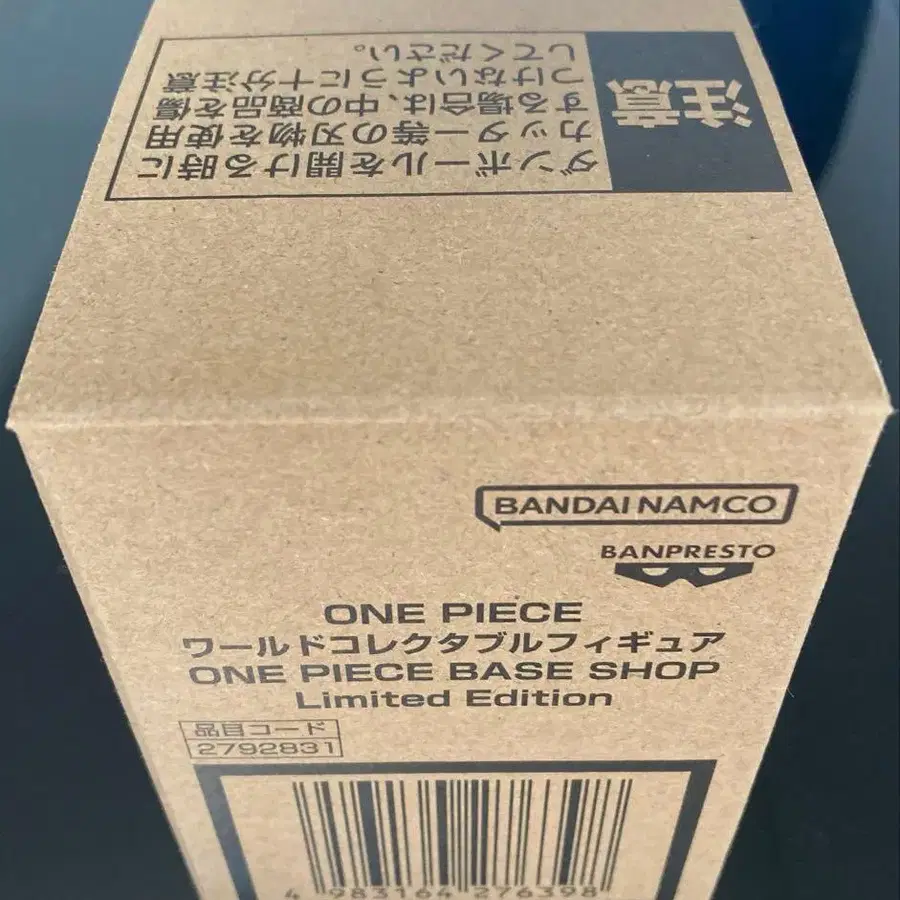 注意
ダンボールを開ける時に
カッター等の刃物を使用
する場合は、中の商品を傷
つけないように十分注意
してください。
BANDAI NAMCO
BANPRESTO
ONE PIECE
ワールドコレクタブルフィギュア
ONE PIECE BASE SHOP
Limited Edition
品目コード
2792831
4 983164 276398